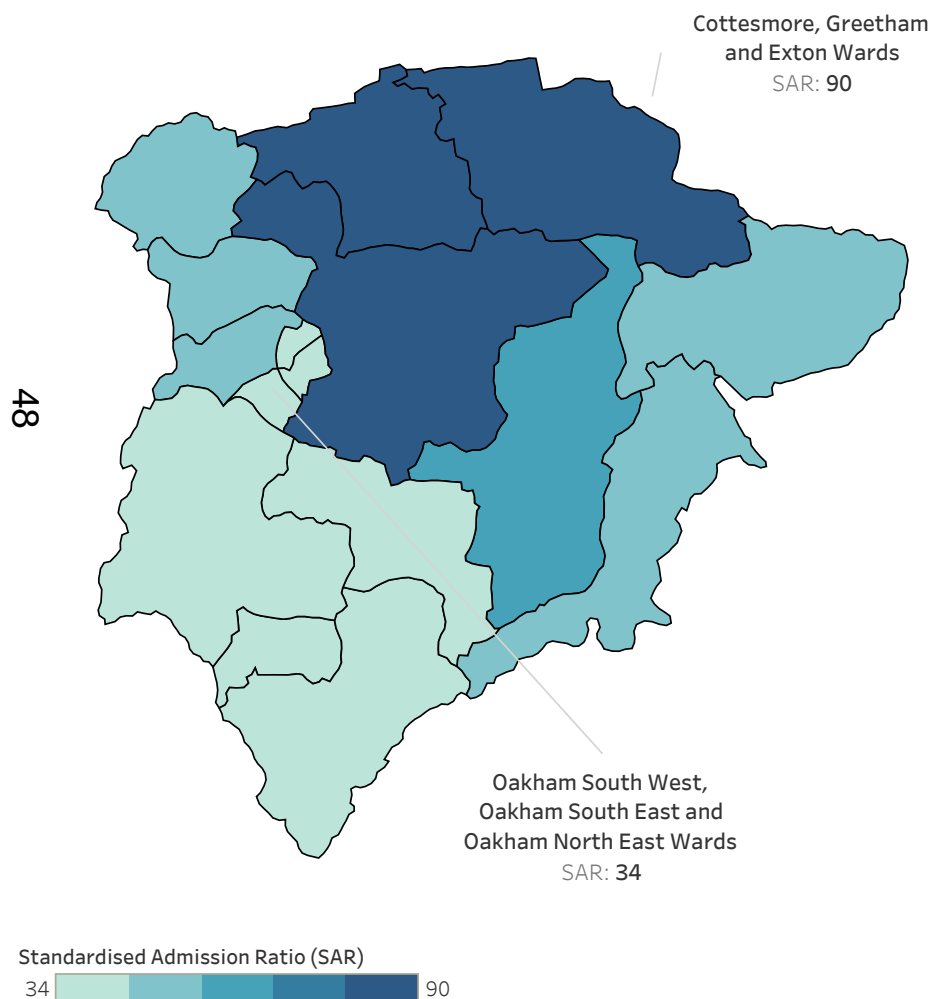 Cottesmore, Greetham
and Exton Wards
SAR: 90
48
Oakham South West,
Oakham South East and
Oakham North East Wards
SAR: 34
Standardised Admission Ratio (SAR)
34 90